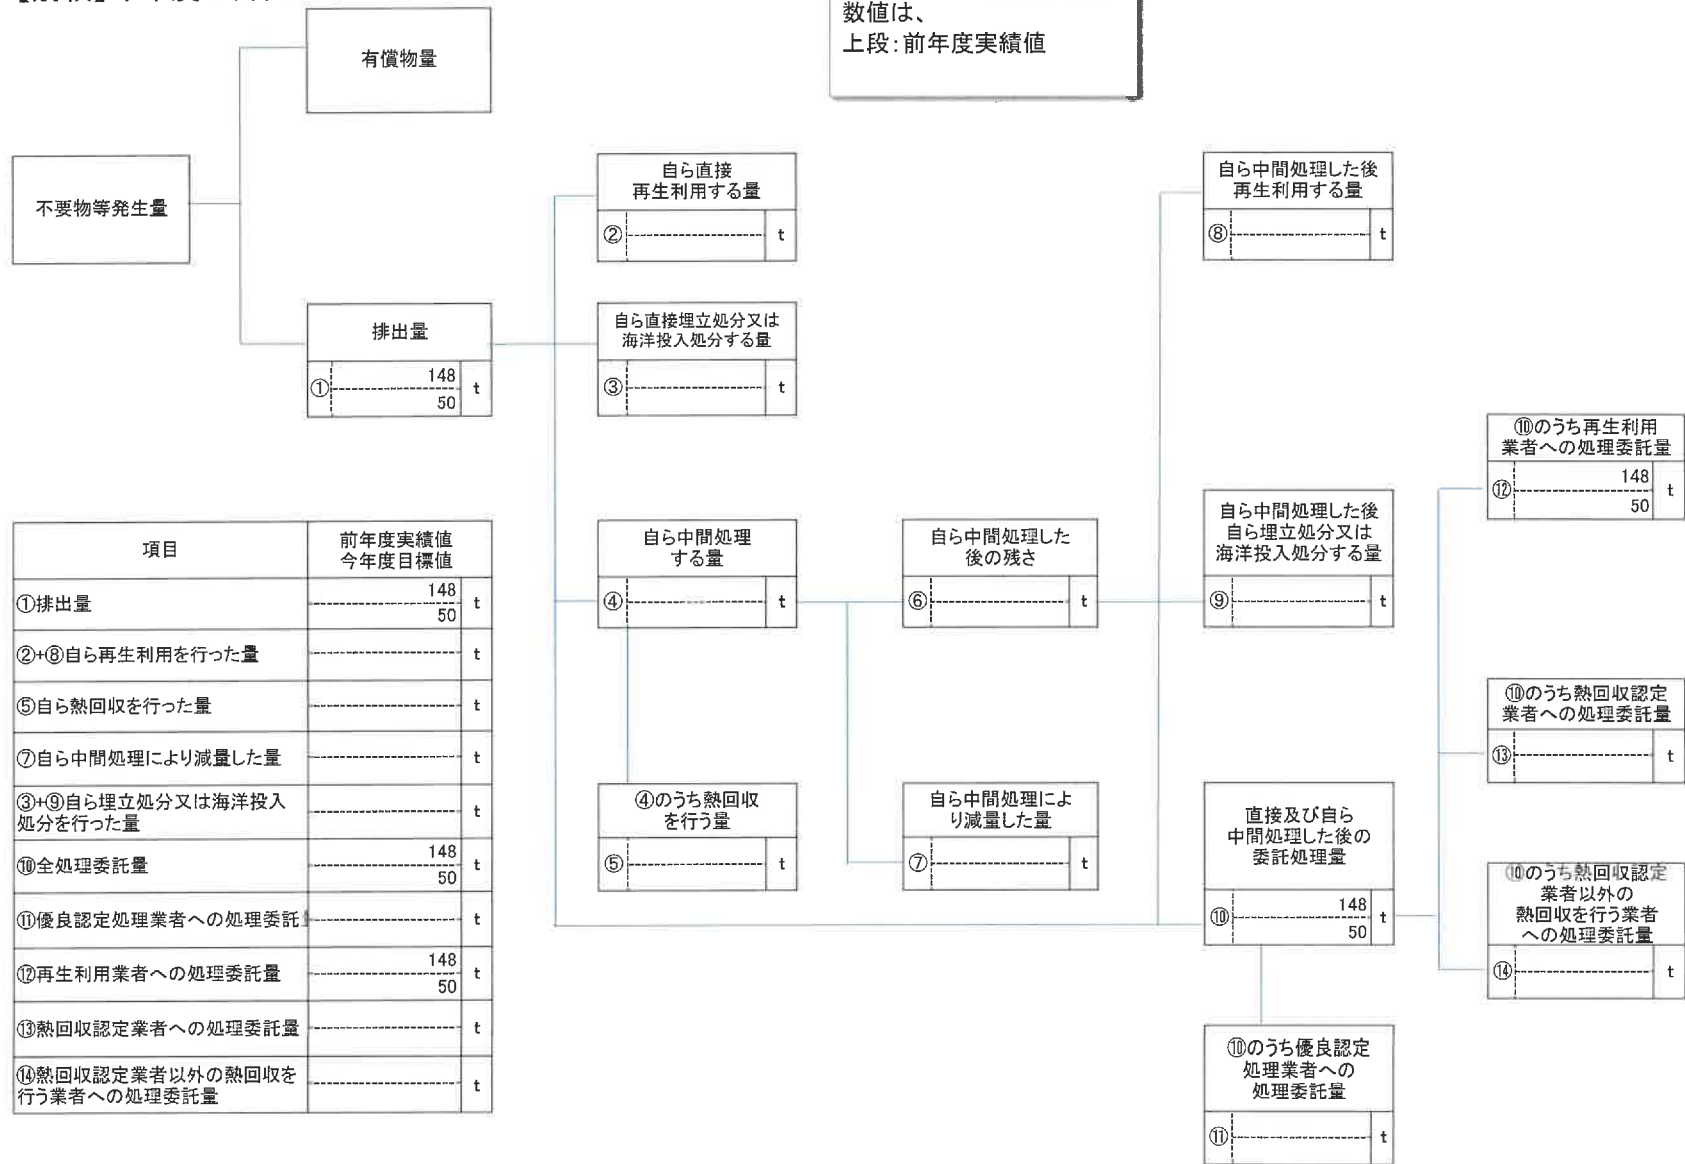 数値は、
上段：前年度実績値
有償物量
不要物等発生量
排出量
① 148 t
50
自ら直接
再生利用する量
② t
自ら直接埋立処分又は
海洋投入処分する量
③ t
自ら中間処理した後
再生利用する量
⑧ t
⑩のうち再生利用
業者への処理委託量
⑫ 148 t
50
自ら中間処理
する量
④ t
自ら中間処理した
後の残さ
⑥ t
自ら中間処理した後
自ら埋立処分又は
海洋投入処分する量
⑨ t
⑩のうち熱回収認定
業者への処理委託量
⑬ t
④のうち熱回収
を行う量
⑤ t
自ら中間処理によ
り減量した量
⑦ t
直接及び自ら
中間処理した後の
委託処理量
⑩ 148 t
50
⑩のうち熱回収認定
業者以外の
熱回収を行う業者
への処理委託量
⑭ t
⑩のうち優良認定
処理業者への
処理委託量
⑪ t
項目 前年度実績値
今年度目標値
①排出量 148 t
50
②+⑧自ら再生利用を行った量 t
⑤自ら熱回収を行った量 t
⑦自ら中間処理により減量した量 t
③+⑨自ら埋立処分又は海洋投入
処分を行った量 t
⑩全処理委託量 148 t
50
⑪優良認定処理業者への処理委託 t
⑫再生利用業者への処理委託量 148 t
50
⑬熱回収認定業者への処理委託量 t
⑭熱回収認定業者以外の熱回収を
行う業者への処理委託量 t